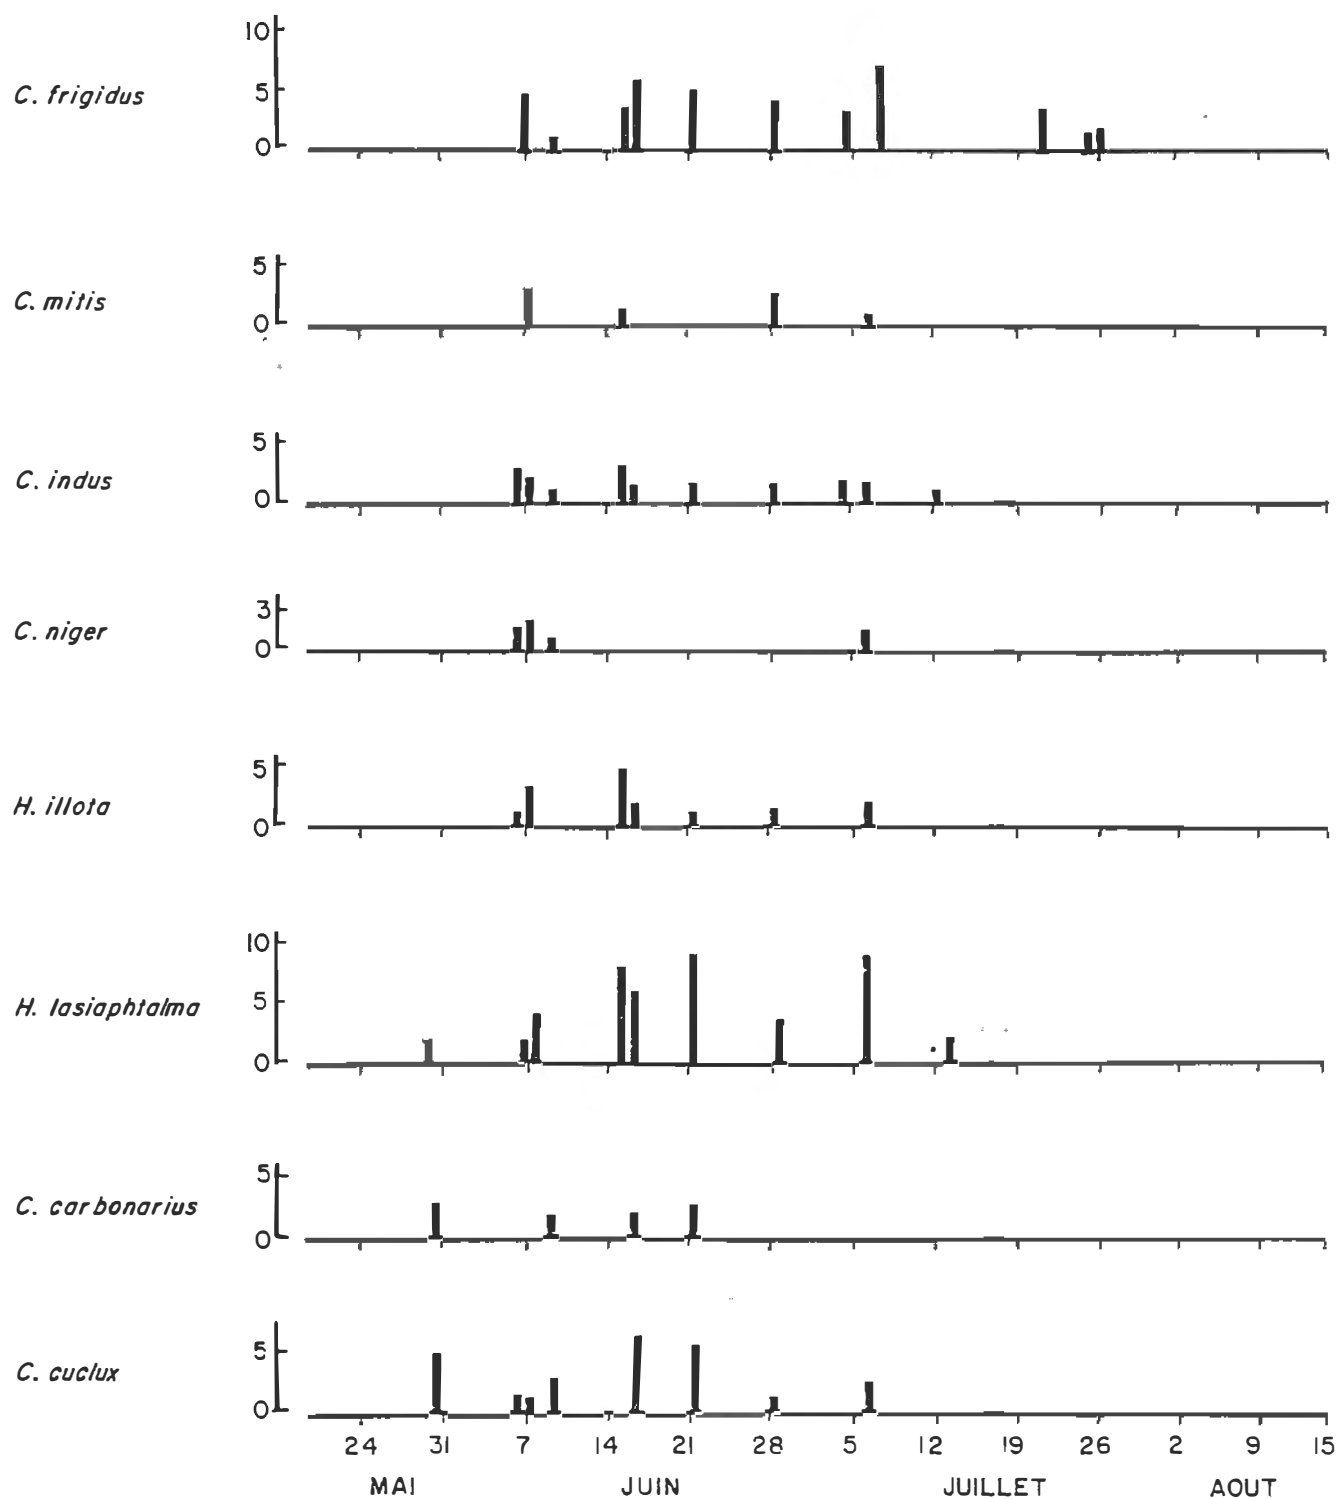 10
C. frigidus
5
0
5
C. mitis
0
5
C. indus
0
3
C. niger
0
5
H. illota
0
10
H. lasiaphtalma
5
0
5
C. carbonarius
0
5
C. cuclux
0
24 31 7 14 21 28 5 12 19 26 2 9 15
MAI JUIN JUILLET AOUT